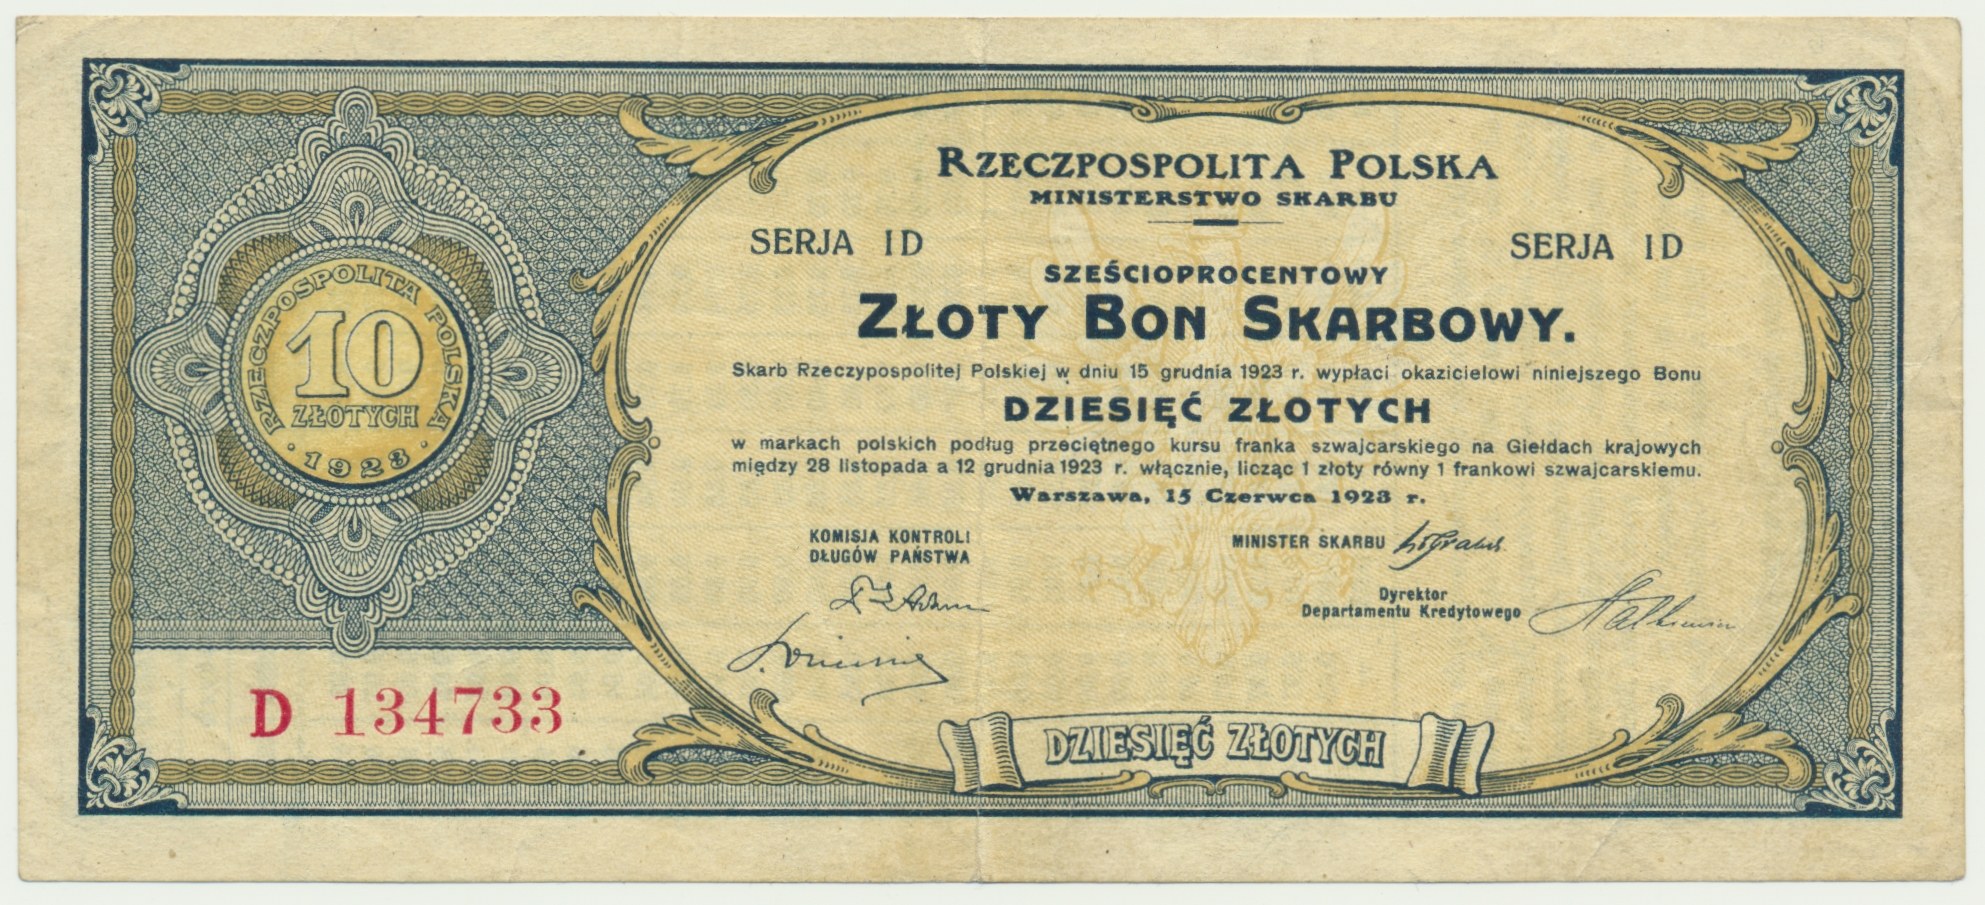 RZECZPOSPOLITA POLSKA
MINISTERSTWO SKARBU
SERJA ID
SERJA ID
SZEŚCIOPROCENTOWY
ZŁOTY BON SKARBOWY.
Skarb Rzeczypospolitej Polskiej w dniu 15 grudnia 1923 r. wypłaci okazicielowi niniejszego Bonu
DZIESIĘĆ ZŁOTYCH
w markach polskich podług przeciętnego kursu franka szwajcarskiego na Giełdach krajowych
między 28 listopada a 12 grudnia 1923 r. włącznie, licząc 1 złoty równy 1 frankowi szwajcarskiemu.
Warszawa, 15 Czerwca 1923 r.
KOMISJA KONTROLI
DŁUGÓW PAŃSTWA
MINISTER SKARBU
Dyrektor
Departamentu Kredytowego
RZECZPOSPOLITA POLSKA
10
ZŁOTYCH
· 1923 ·
D 134733
DZIESIĘĆ ZŁOTYCH